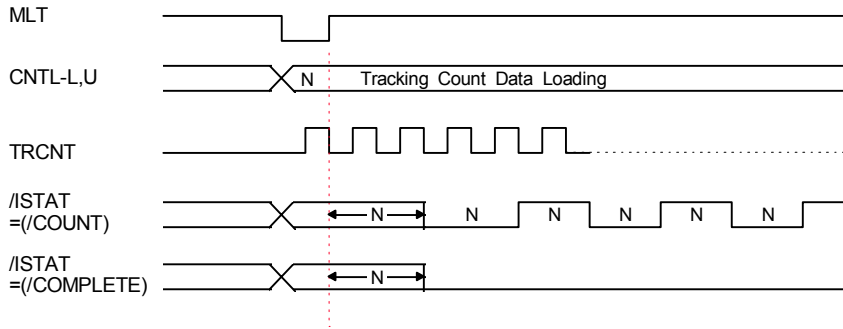 MLT
CNTL-L,U
N Tracking Count Data Loading
TRCNT
/ISTAT
=(/COUNT)
N N N N N N
/ISTAT
=(/COMPLETE)
N